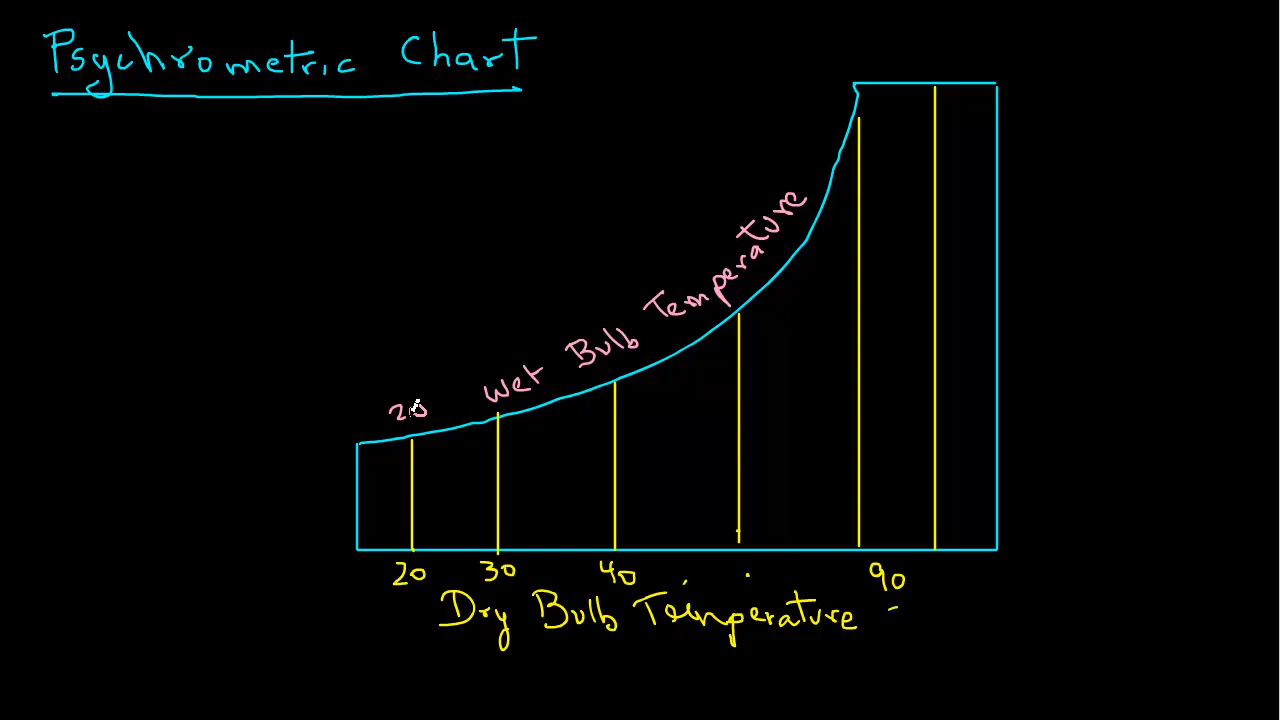 Psychrometric Chart
Wet Bulb Temperature
20
20 30 40 90
Dry Bulb Temperature